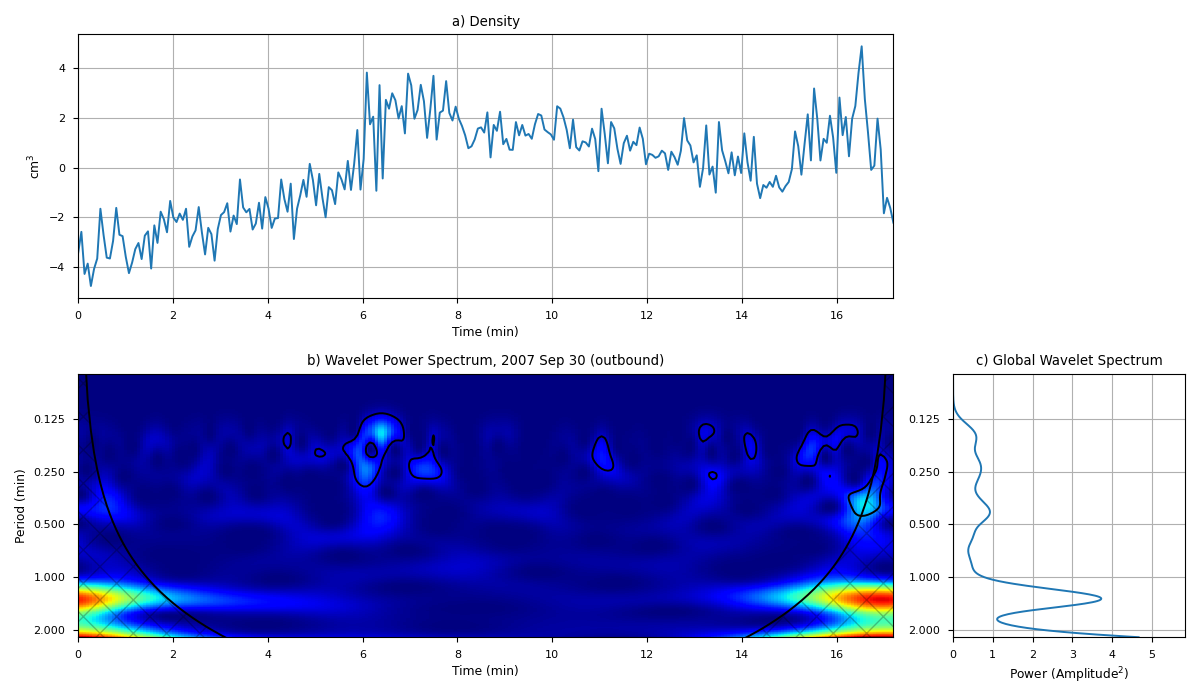 a) Density
cm³
4
2
0
−2
−4
0 2 4 6 8 10 12 14 16
Time (min)
b) Wavelet Power Spectrum, 2007 Sep 30 (outbound)
Period (min)
0.125
0.250
0.500
1.000
2.000
0 2 4 6 8 10 12 14 16
Time (min)
c) Global Wavelet Spectrum
0.125
0.250
0.500
1.000
2.000
0 1 2 3 4 5
Power (Amplitude²)